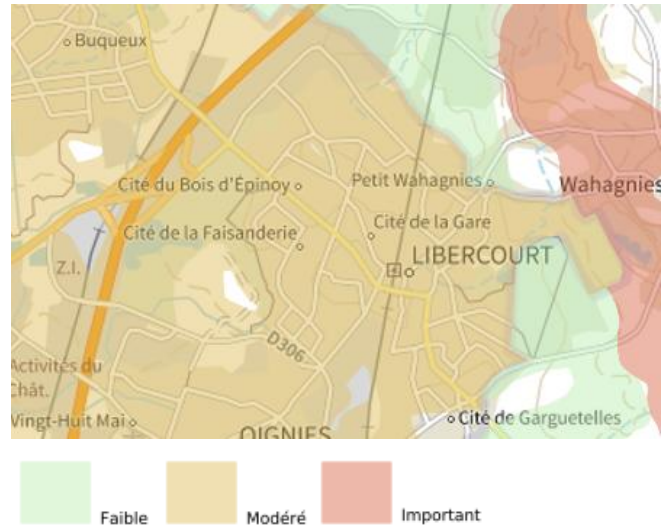 Buqueux
Cité du Bois d'Épinoy
Petit Wahagnies
Wahagnies
Cité de la Gare
Cité de la Faisanderie
LIBERCOURT
Z.I.
D306
Activités du
Chât.
Vingt-Huit Mai
OIGNIES
Cité de Garguetelles
Faible
Modéré
Important